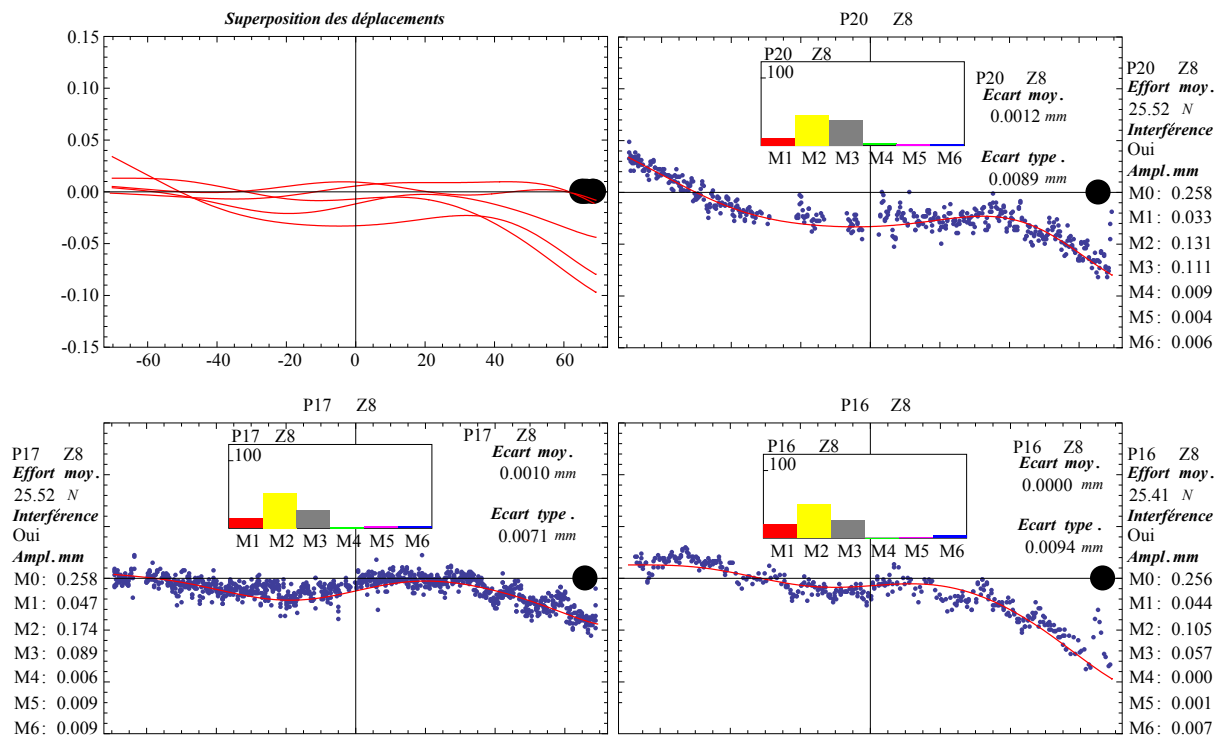 Superposition des déplacements
0.15
0.10
0.05
0.00
-0.05
-0.10
-0.15
-60
-40
-20
0
20
40
60
P20 Z8
P20 Z8
100
M1 M2 M3 M4 M5 M6
P20 Z8
Ecart moy.
0.0012 mm
Ecart type.
0.0089 mm
P20 Z8
Effort moy.
25.52 N
Interférence
Oui
Ampl.mm
M0: 0.258
M1: 0.033
M2: 0.131
M3: 0.111
M4: 0.009
M5: 0.004
M6: 0.006
P17 Z8
P17 Z8
Effort moy.
25.52 N
Interférence
Oui
Ampl.mm
M0: 0.258
M1: 0.047
M2: 0.174
M3: 0.089
M4: 0.006
M5: 0.009
M6: 0.009
P17 Z8
100
M1 M2 M3 M4 M5 M6
P17 Z8
Ecart moy.
0.0010 mm
Ecart type.
0.0071 mm
P16 Z8
P16 Z8
100
M1 M2 M3 M4 M5 M6
P16 Z8
Ecart moy.
0.0000 mm
Ecart type.
0.0094 mm
P16 Z8
Effort moy.
25.41 N
Interférence
Oui
Ampl.mm
M0: 0.256
M1: 0.044
M2: 0.105
M3: 0.057
M4: 0.000
M5: 0.001
M6: 0.007